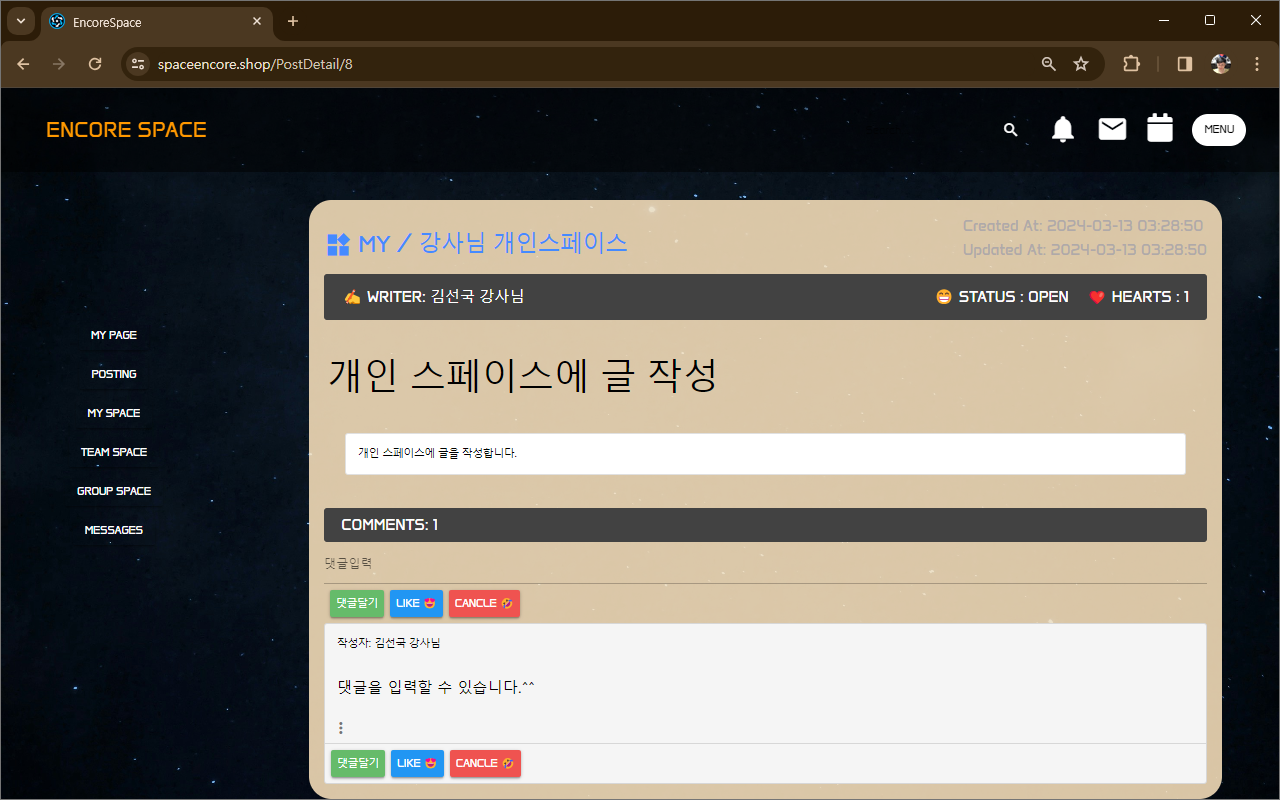 EncoreSpace
spaceencore.shop/PostDetail/8
ENCORE SPACE
MENU
MY PAGE
POSTING
MY SPACE
TEAM SPACE
GROUP SPACE
MESSAGES
MY / 강사님 개인스페이스
Created At: 2024-03-13 03:28:50
Updated At: 2024-03-13 03:28:50
✍ WRITER: 김선국 강사님
😁 STATUS : OPEN ❤ HEARTS : 1
개인 스페이스에 글 작성
개인 스페이스에 글을 작성합니다.
COMMENTS: 1
댓글입력
댓글달기 LIKE 😍 CANCLE 🤣
작성자: 김선국 강사님
댓글을 입력할 수 있습니다.^^
댓글달기 LIKE 😍 CANCLE 🤣